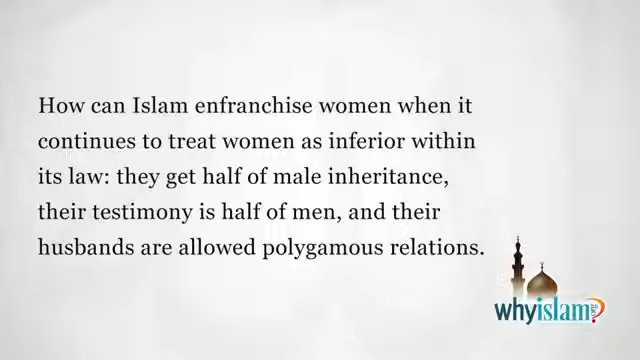 How can Islam enfranchise women when it
continues to treat women as inferior within
its law: they get half of male inheritance,
their testimony is half of men, and their
husbands are allowed polygamous relations.
whyislam?